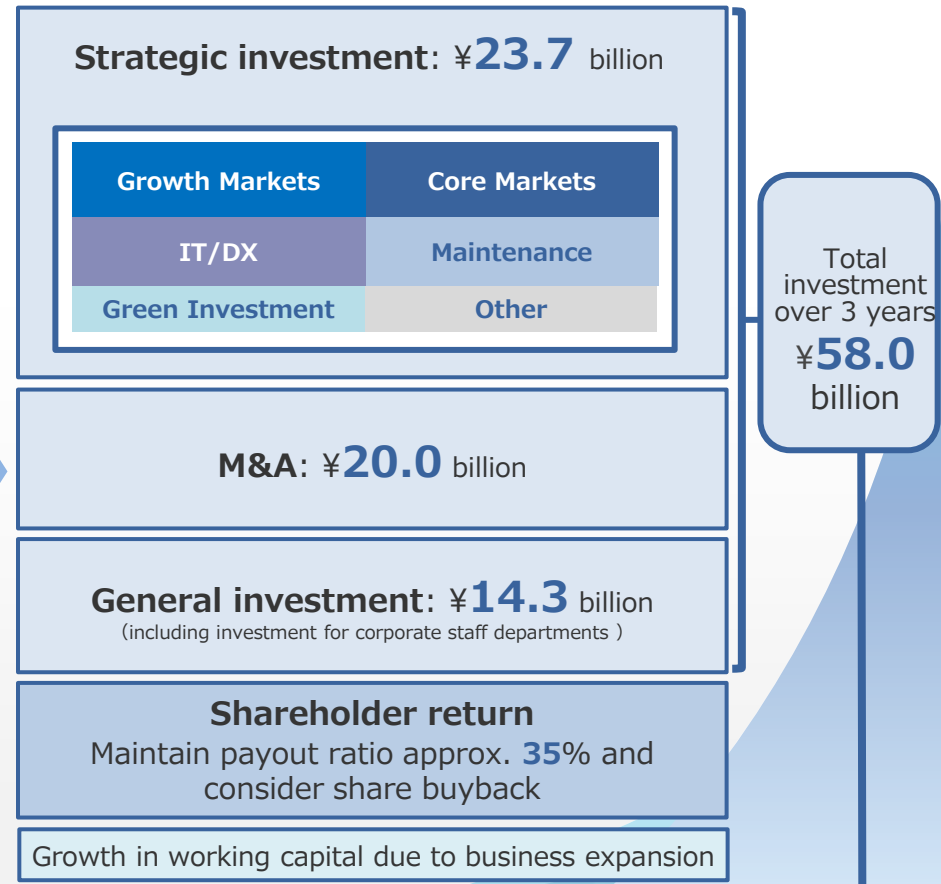 Strategic investment: ¥23.7 billion
Growth Markets
Core Markets
IT/DX
Maintenance
Green Investment
Other
M&A: ¥20.0 billion
General investment: ¥14.3 billion
（including investment for corporate staff departments ）
Total
investment
over 3 years
¥58.0
billion
Shareholder return
Maintain payout ratio approx. 35% and
consider share buyback
Growth in working capital due to business expansion